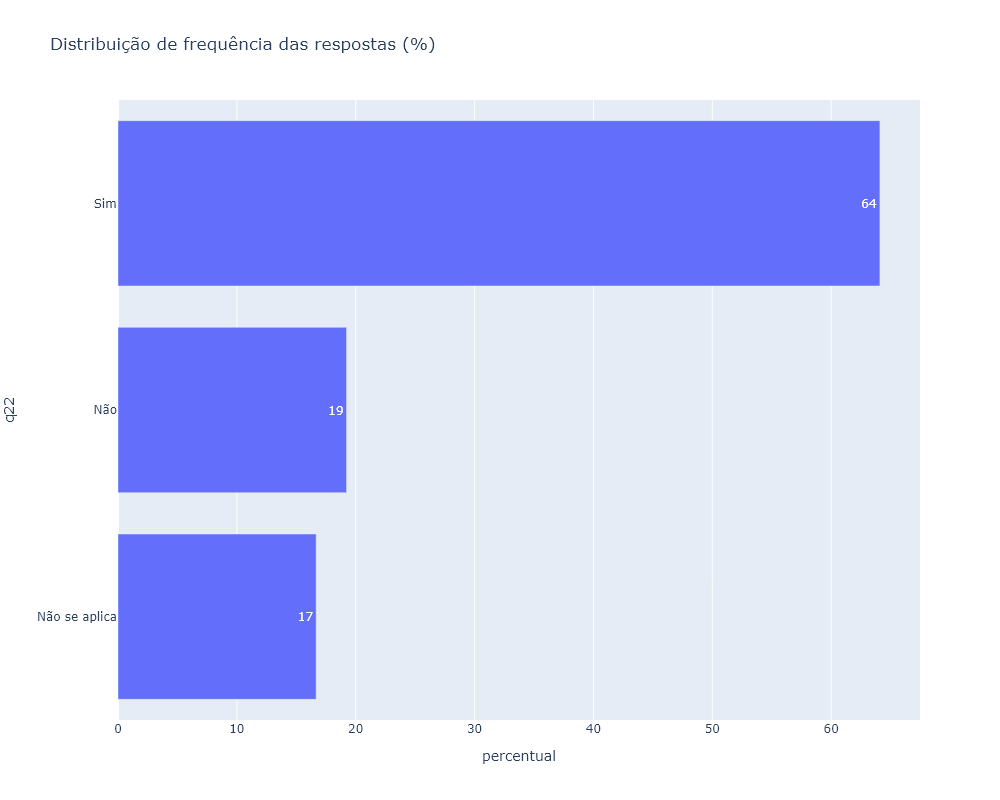 Distribuição de frequência das respostas (%)
Sim
64
Não
19
Não se aplica
17
0 10 20 30 40 50 60
percentual
q22